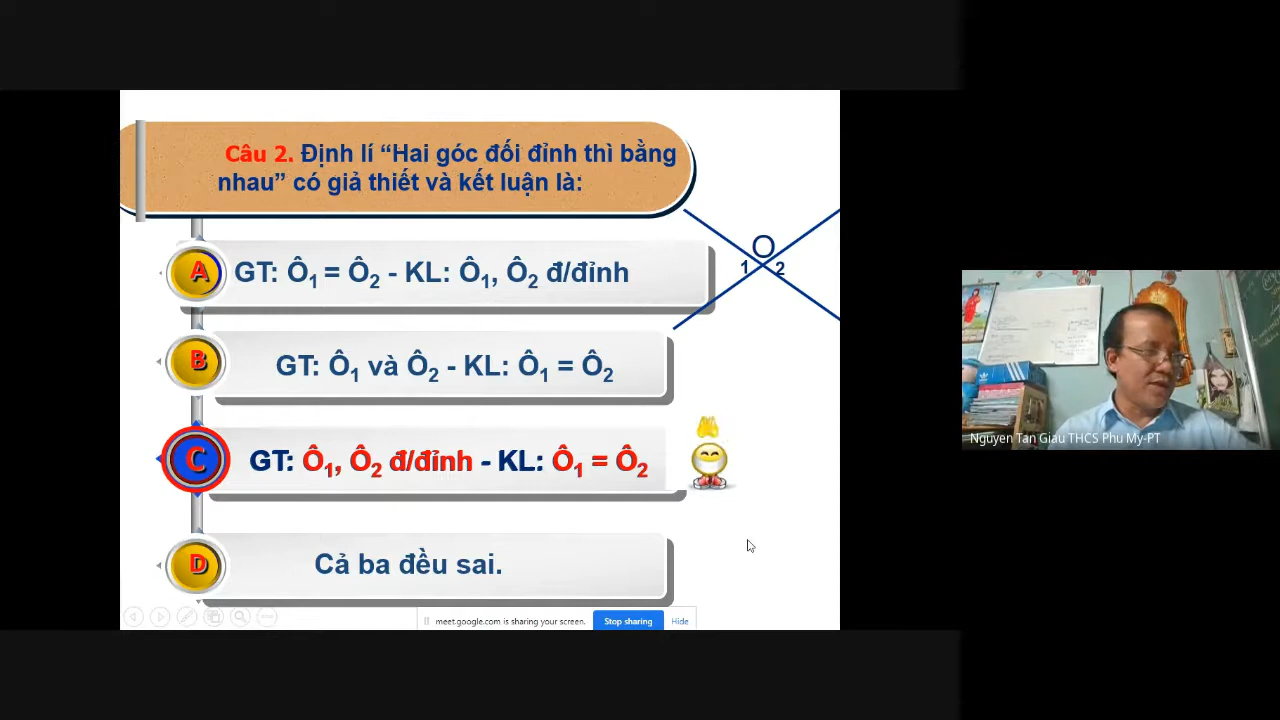 Câu 2. Định lí “Hai góc đối đỉnh thì bằng
nhau” có giả thiết và kết luận là:
O
1 2
A GT: Ô₁ = Ô₂ - KL: Ô₁, Ô₂ đ/đỉnh
B GT: Ô₁ và Ô₂ - KL: Ô₁ = Ô₂
C GT: Ô₁, Ô₂ đ/đỉnh - KL: Ô₁ = Ô₂
D Cả ba đều sai.
meet.google.com is sharing your screen. Stop sharing Hide
Nguyen Tan Giau THCS Phu My-PT